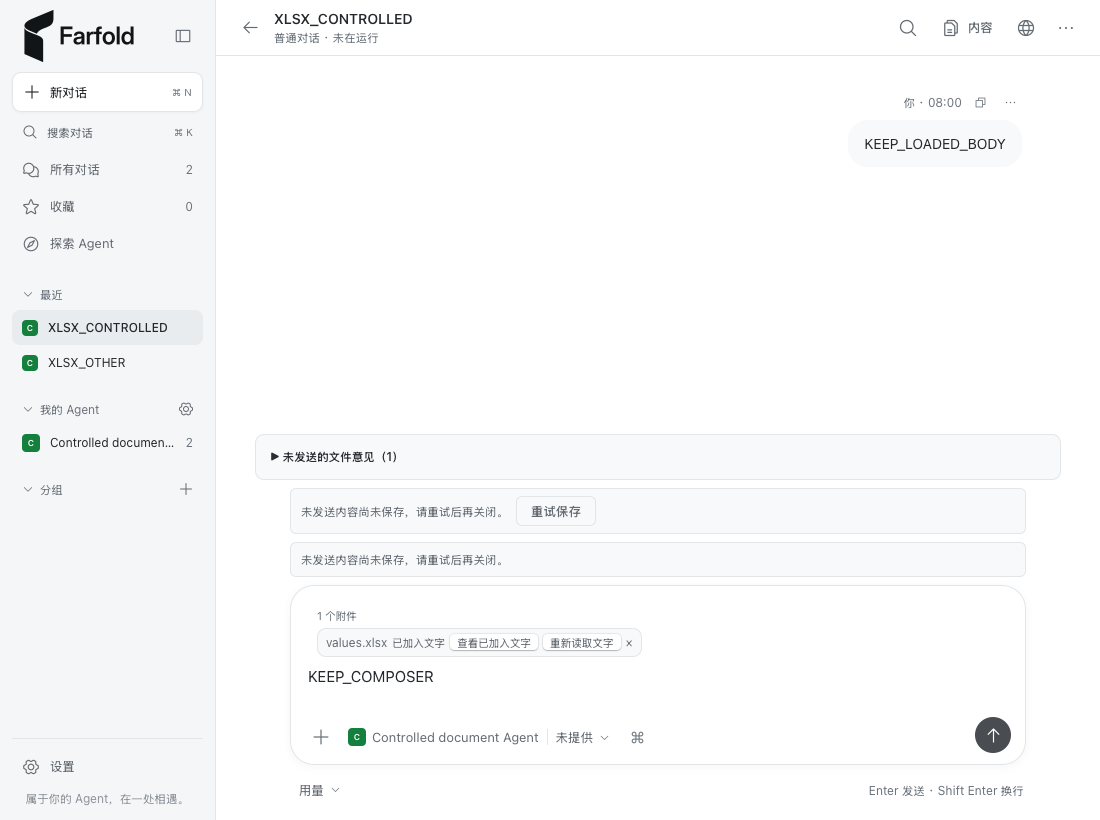 Farfold
新对话 ⌘ N
搜索对话 ⌘ K
所有对话 2
收藏 0
探索 Agent
最近
C XLSX_CONTROLLED
C XLSX_OTHER
我的 Agent
C Controlled documen... 2
分组
设置
属于你的 Agent，在一处相遇。
XLSX_CONTROLLED
普通对话 · 未在运行
内容
你 · 08:00
KEEP_LOADED_BODY
未发送的文件意见（1）
未发送内容尚未保存，请重试后再关闭。 重试保存
未发送内容尚未保存，请重试后再关闭。
1 个附件
values.xlsx 已加入文字 查看已加入文字 重新读取文字 ×
KEEP_COMPOSER
C Controlled document Agent 未提供 ⌘
用量
Enter 发送 · Shift Enter 换行